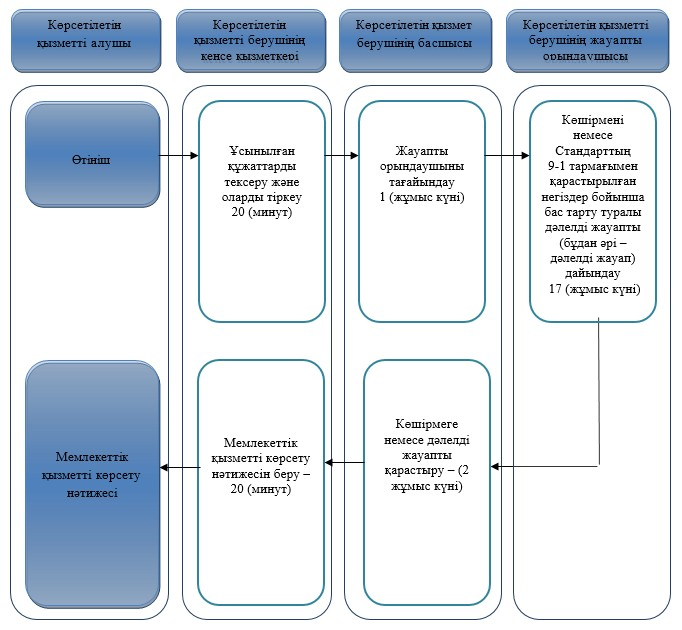 Көрсетілетін
қызметті алушы
Көрсетілетін
қызметті берушінің
кеңсе қызметкері
Көрсетілетін қызмет
берушінің басшысы
Көрсетілетін қызметті
берушінің жауапты
орындаушысы
Өтініш
Ұсынылған
құжаттарды
тексеру және
оларды тіркеу
20 (минут)
Жауапты
орындаушыны
тағайындау
1 (жұмыс күні)
Көшірмені
немесе
Стандарттың
9-1 тармағымен
қарастырылған
негіздер бойынша
бас тарту туралы
дәлелді жауапты
(бұдан әрі –
дәлелді жауап)
дайындау
17 (жұмыс күні)
Мемлекеттік
қызметті көрсету
нәтижесі
Мемлекеттік
қызметті көрсету
нәтижесін беру –
20 (минут)
Көшірмеге
немесе дәлелді
жауапты
қарастыру – (2
жұмыс күні)